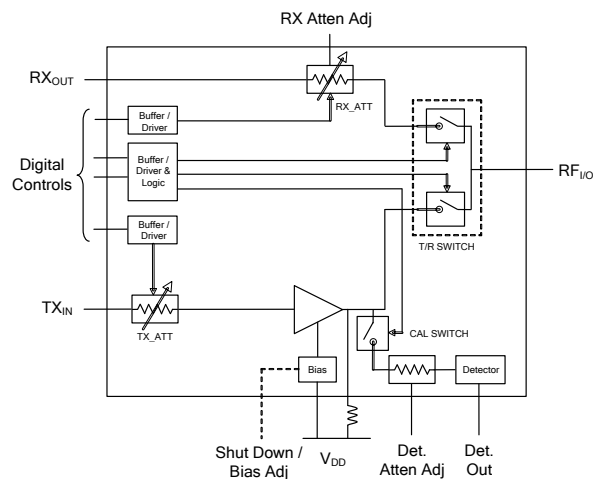 RX Atten Adj
RXOUT
RX_ATT
Buffer /
Driver
Digital
Controls
Buffer /
Driver &
Logic
RFI/O
Buffer/
Driver
T/R SWITCH
TXIN
TX_ATT
CAL SWITCH
Bias
Detector
Shut Down /
Bias Adj
VDD
Det.
Atten Adj
Det.
Out